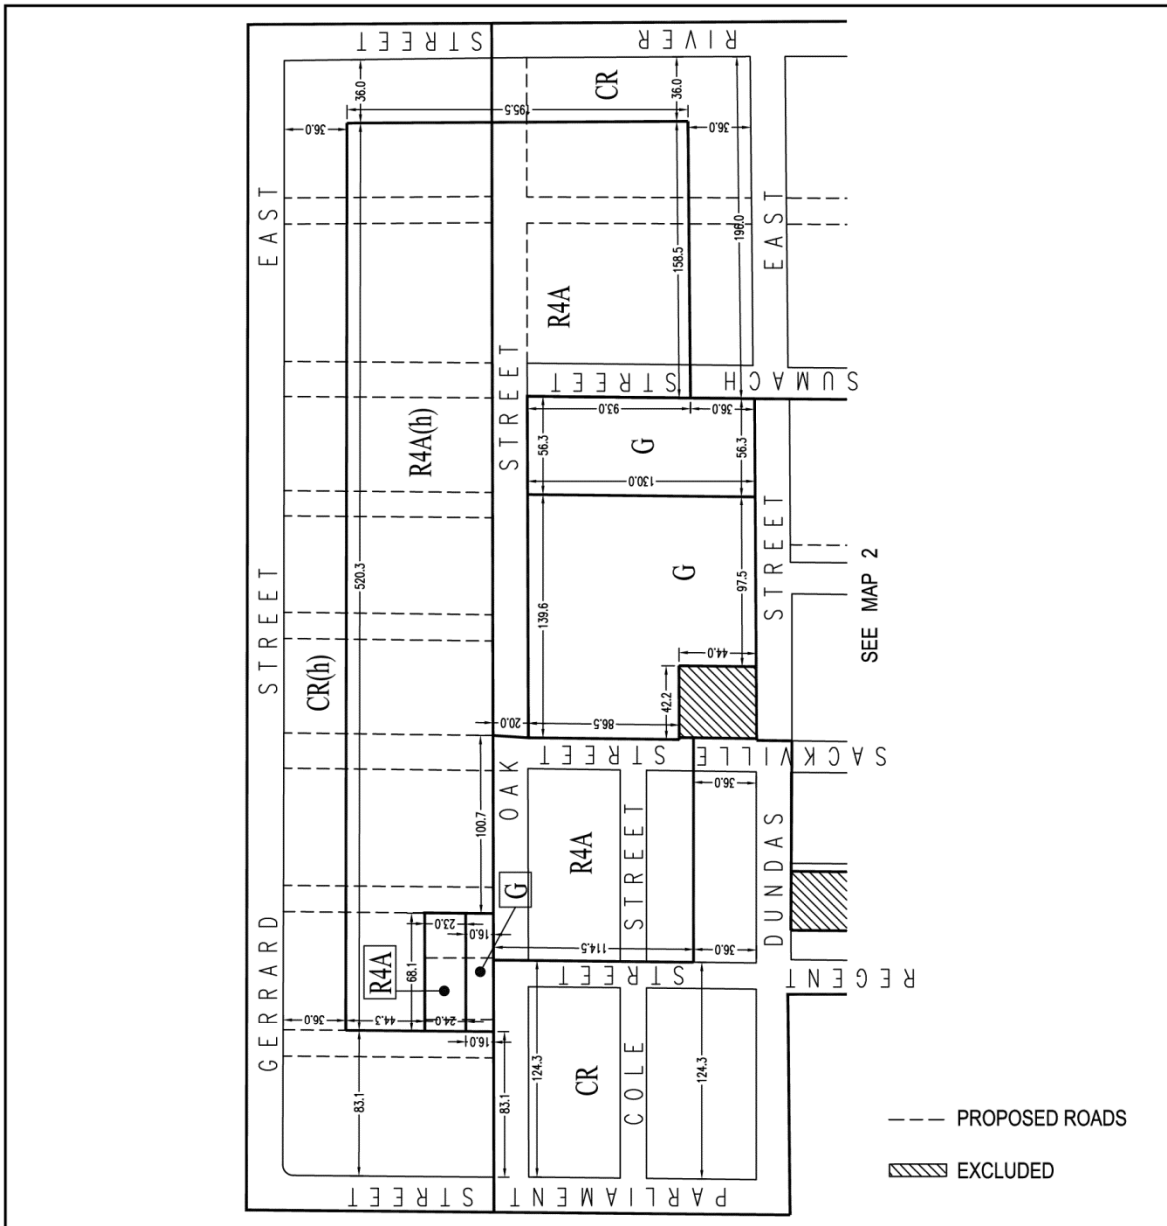 RIVER STREET
36.0
36.0
CR
195.5
36.0
36.0
EAST
EAST
196.0
158.5
R4A
STREET
SUMACH STREET
R4A(h)
93.0
36.0
56.3
G
56.3
130.0
STREET
STREET
520.3
139.6
G
97.5
SEE MAP 2
CR(h)
44.0
42.2
20.0
86.5
SACKVILLE STREET
OAK
36.0
100.7
R4A
STREET
DUNDAS
G
23.0
16.0
R4A
68.1
114.5
36.0
GERRARD
REGENT STREET
36.0
44.3
24.0
16.0
83.1
83.1
124.3
CR
COLE
124.3
PARLIAMENT STREET
PROPOSED ROADS
EXCLUDED